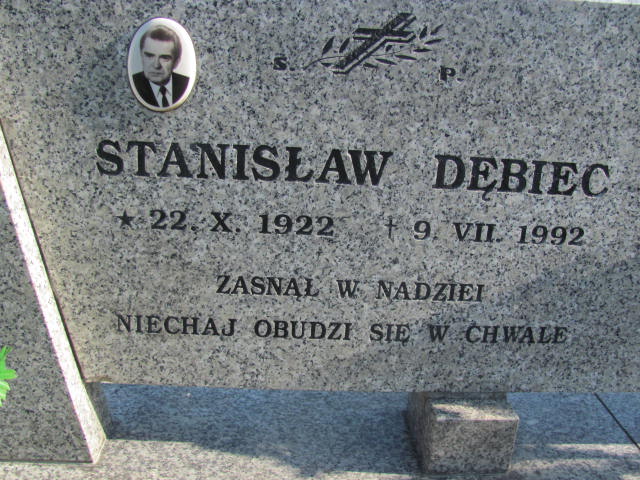 Ś. P.
STANISŁAW DĘBIEC
★ 22. X. 1922 † 9. VII. 1992
ZASNĄŁ W NADZIEI
NIECHAJ OBUDZI SIĘ W CHWALE